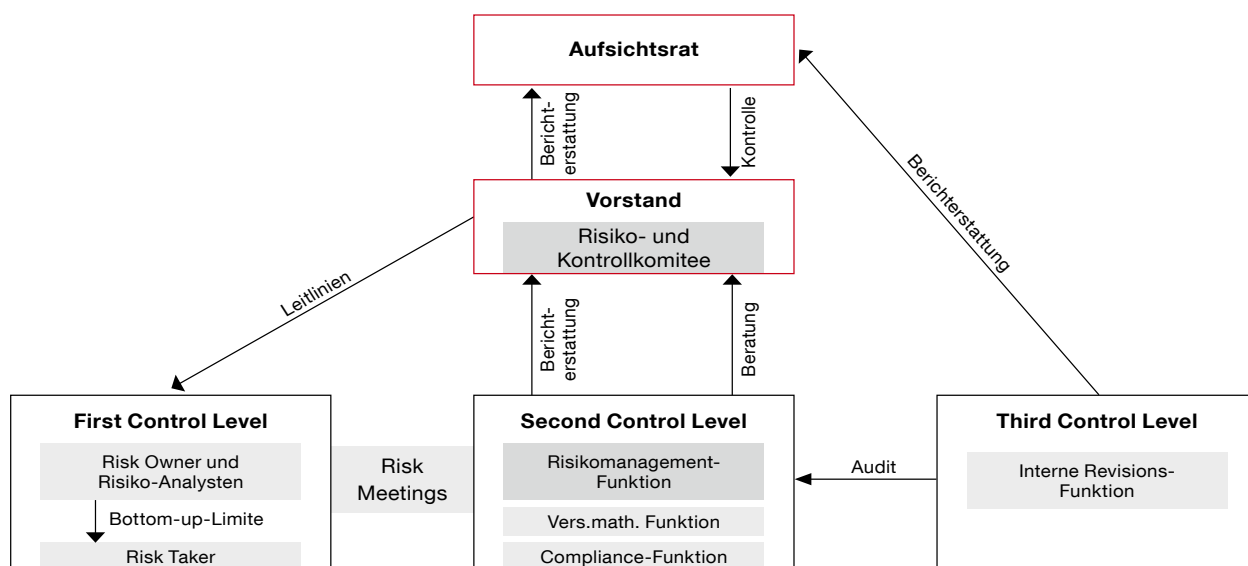 Aufsichtsrat
Bericht-
erstattung
Kontrolle
Berichterstattung
Vorstand
Risiko- und
Kontrollkomitee
Leitlinien
Bericht-
erstattung
Beratung
First Control Level
Risk Owner und
Risiko-Analysten
Bottom-up-Limite
Risk Taker
Risk
Meetings
Second Control Level
Risikomanagement-
Funktion
Vers.math. Funktion
Compliance-Funktion
Audit
Third Control Level
Interne Revisions-
Funktion